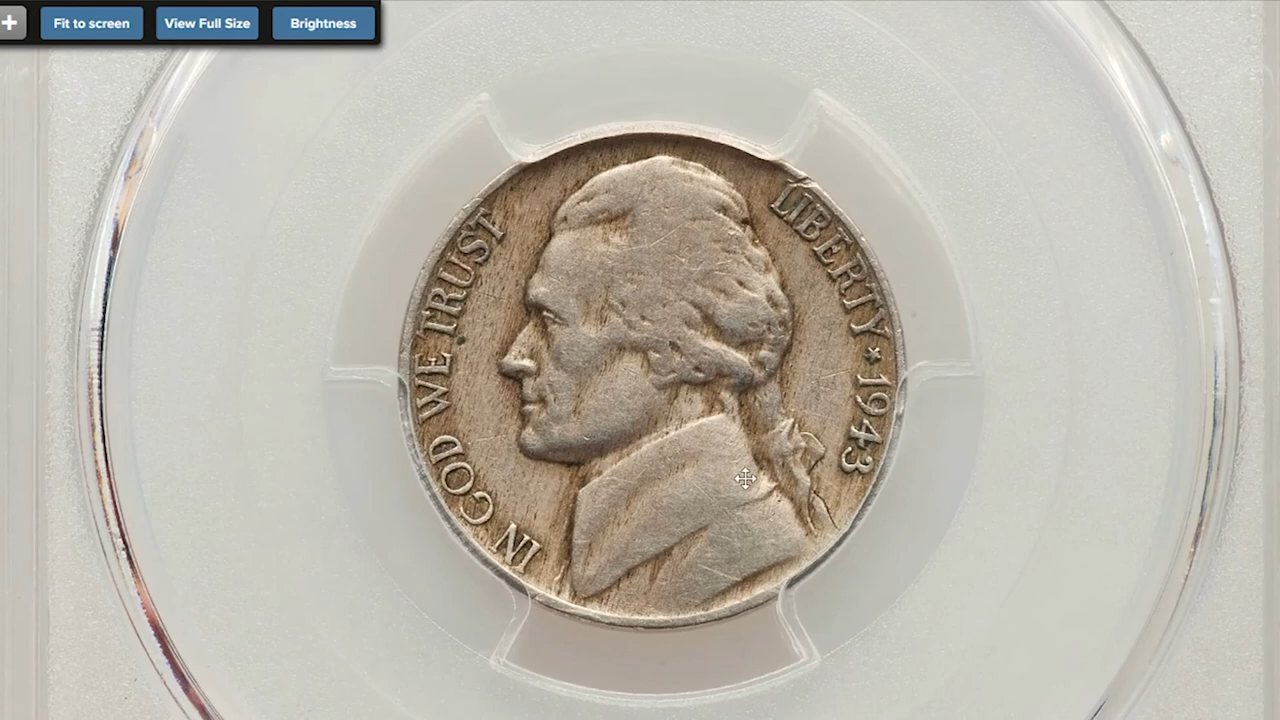 Fit to screen
View Full Size
Brightness
IN GOD WE TRUST
LIBERTY * 1943